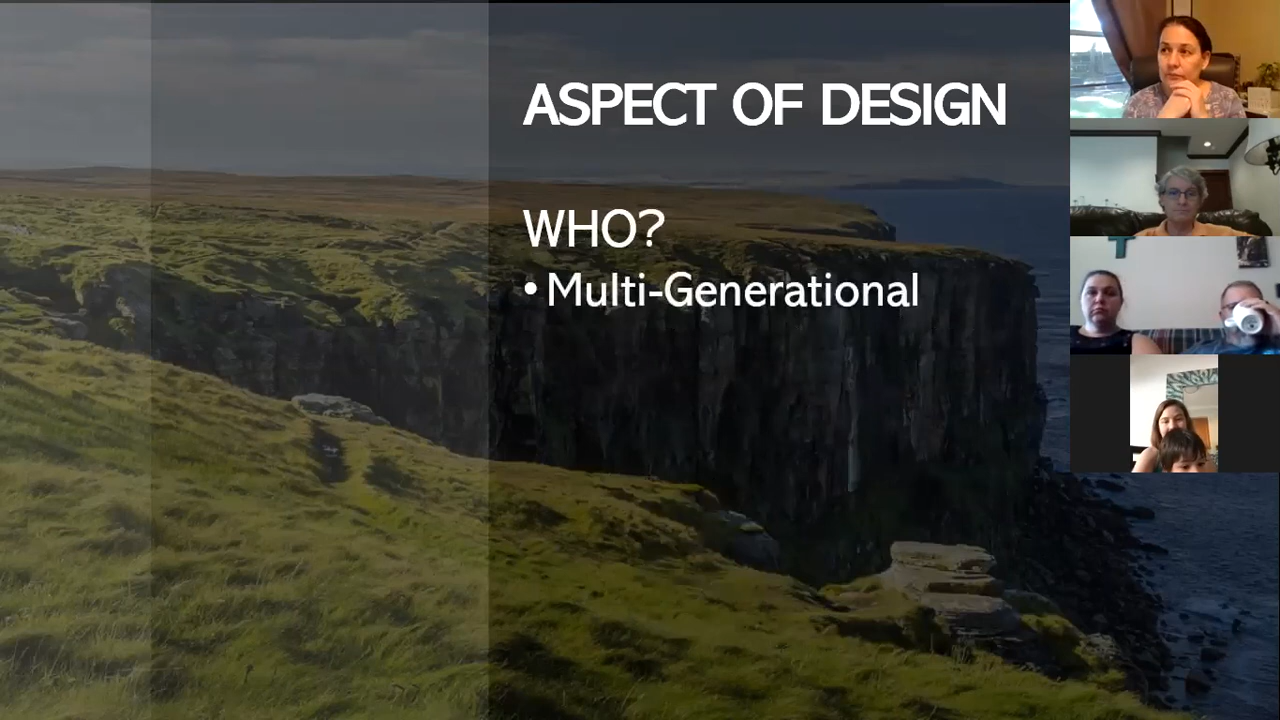 ASPECT OF DESIGN
WHO?
• Multi-Generational